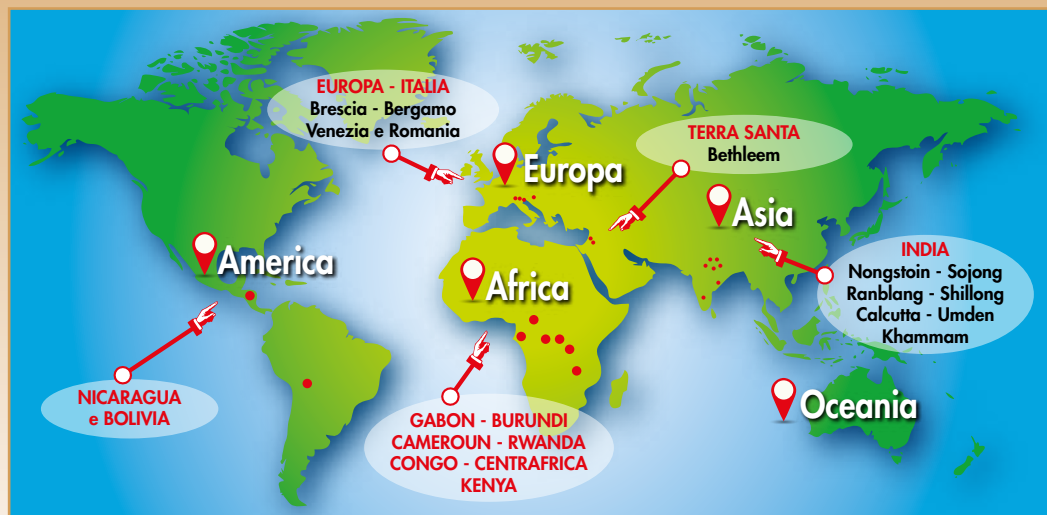 EUROPA - ITALIA
Brescia - Bergamo
Venezia e Romania
TERRA SANTA
Bethleem
Europa
Asia
America
Africa
INDIA
Nongstoin - Sojong
Ranblang - Shillong
Calcutta - Umden
Khammam
NICARAGUA
e BOLIVIA
GABON - BURUNDI
CAMEROUN - RWANDA
CONGO - CENTRAFRICA
KENYA
Oceania